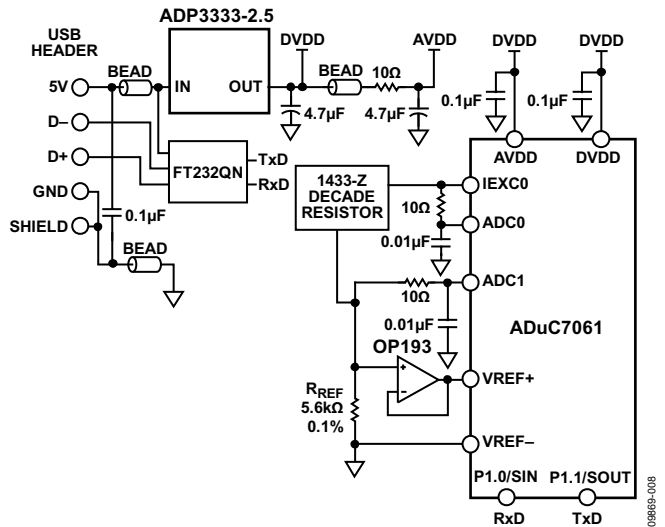 ADP3333-2.5
USB
HEADER
DVDD
AVDD
DVDD
DVDD
BEAD
BEAD
10Ω
5V
IN
OUT
0.1µF
0.1µF
4.7µF
4.7µF
D–
AVDD
DVDD
D+
FT232QN
TxD
RxD
1433-Z
DECADE
RESISTOR
IEXC0
GND
10Ω
ADC0
0.1µF
SHIELD
0.01µF
BEAD
ADC1
10Ω
0.01µF
ADuC7061
OP193
+
–
VREF+
RREF
5.6kΩ
0.1%
VREF–
P1.0/SIN
P1.1/SOUT
RxD
TxD
09869-008